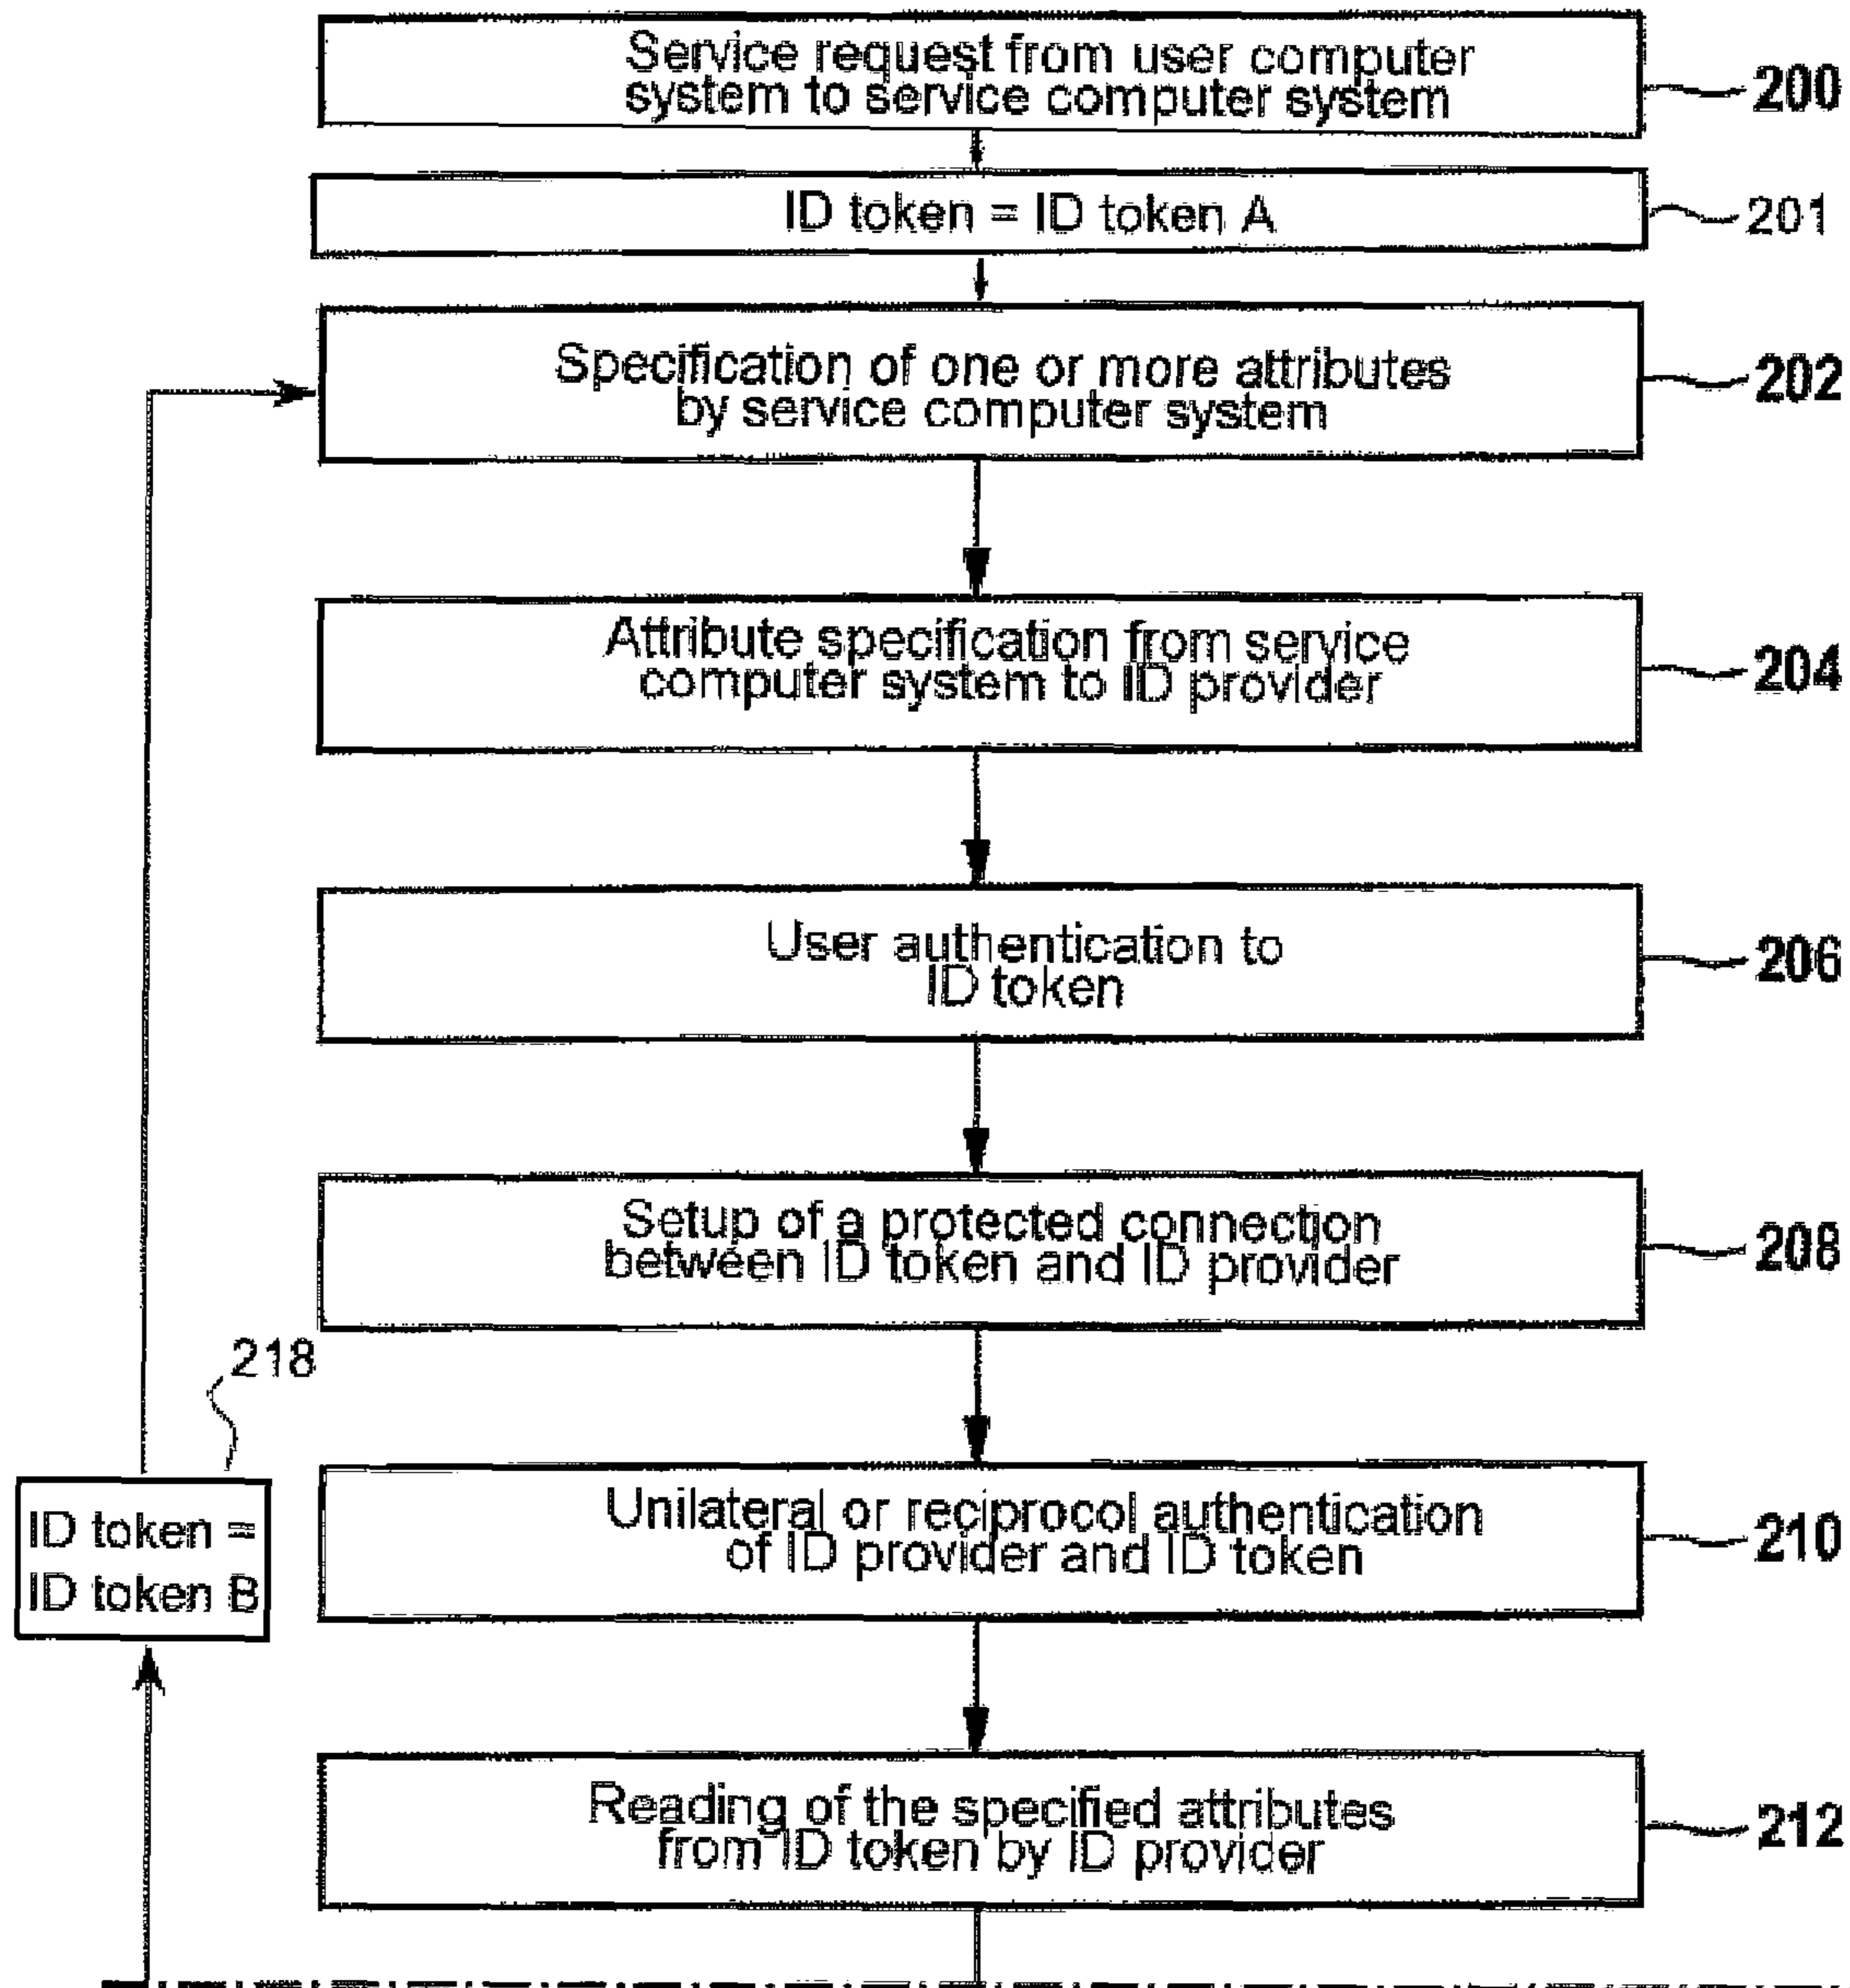 Service request from user computer
system to service computer system
200
ID token = ID token A
201
Specification of one or more attributes
by service computer system
202
Attribute specification from service
computer system to ID provider
204
User authentication to
ID token
206
Setup of a protected connection
between ID token and ID provider
208
218
ID token =
ID token B
Unilateral or reciprocol authentication
of ID provider and ID token
210
Reading of the specified attributes
from ID token by ID provider
212